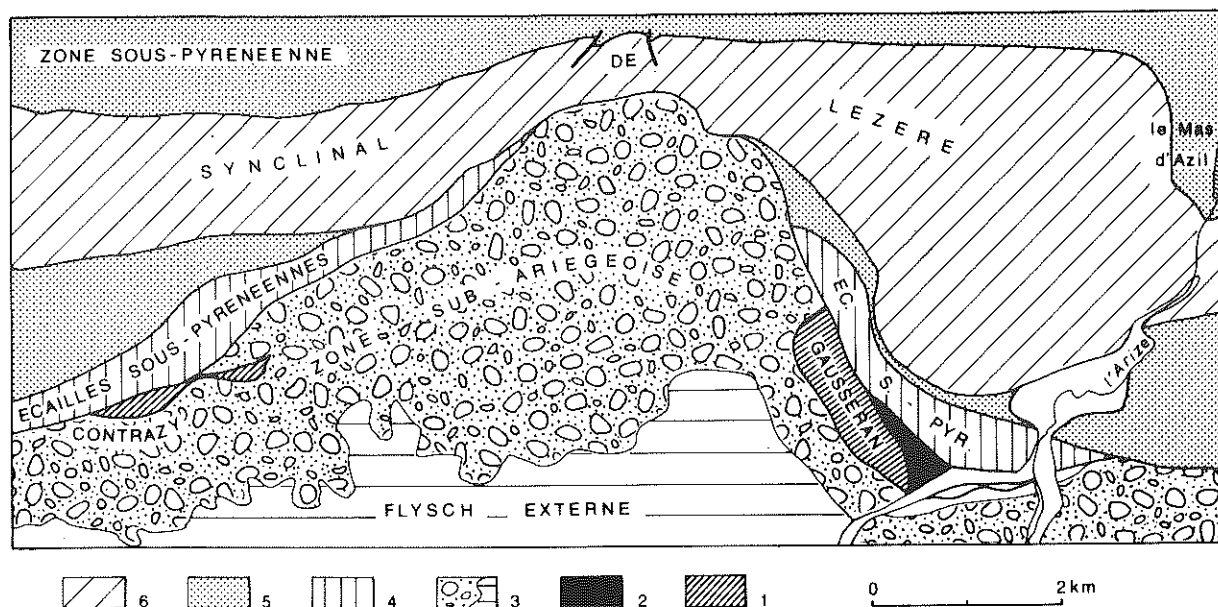 ZONE SOUS-PYRENEENNE
SYNCLINAL
DE
LEZERE
le Mas
d'Azil
ECAILLES SOUS-PYRENEENNES
ZONE SUB-ARIEGEOISE
EC S PYR
GAUSSERAN
l'Arize
CONTRAZY
FLYSCH EXTERNE
6 5 4 3 2 1
0 2 km